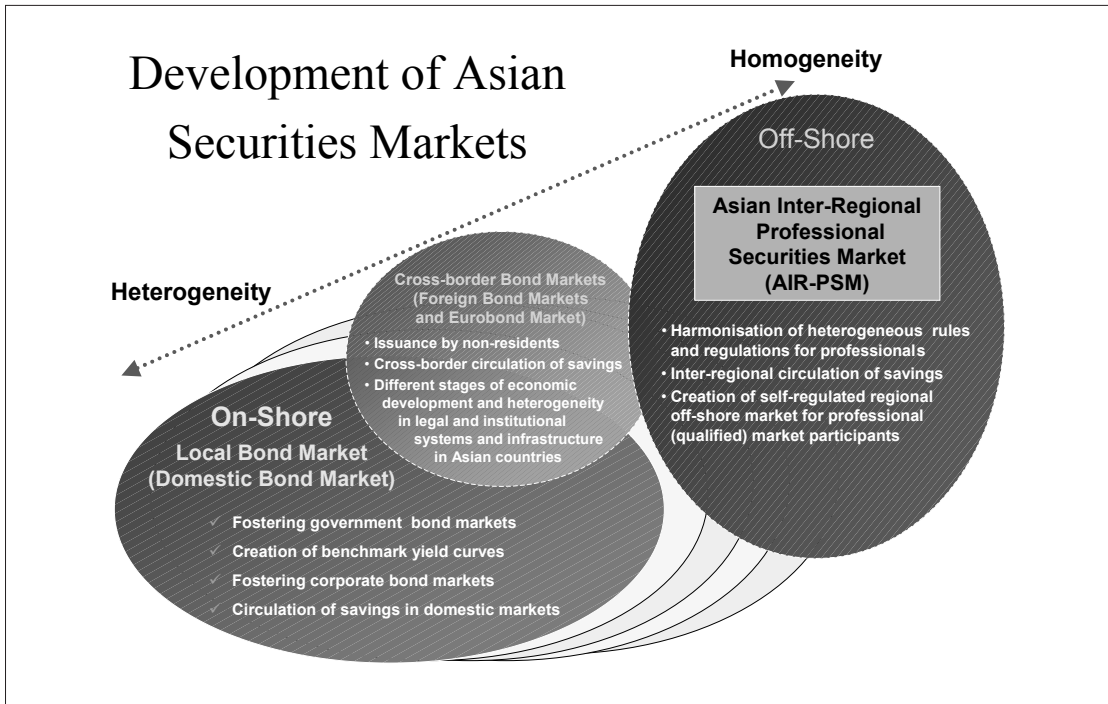 Development of Asian
Securities Markets
Homogeneity
Heterogeneity
Off-Shore
Asian Inter-Regional
Professional
Securities Market
(AIR-PSM)
• Harmonisation of heterogeneous rules
and regulations for professionals
• Inter-regional circulation of savings
• Creation of self-regulated regional
off-shore market for professional
(qualified) market participants
Cross-border Bond Markets
(Foreign Bond Markets
and Eurobond Market)
• Issuance by non-residents
• Cross-border circulation of savings
• Different stages of economic
development and heterogeneity
in legal and institutional
systems and infrastructure
in Asian countries
On-Shore
Local Bond Market
(Domestic Bond Market)
✓ Fostering government bond markets
✓ Creation of benchmark yield curves
✓ Fostering corporate bond markets
✓ Circulation of savings in domestic markets